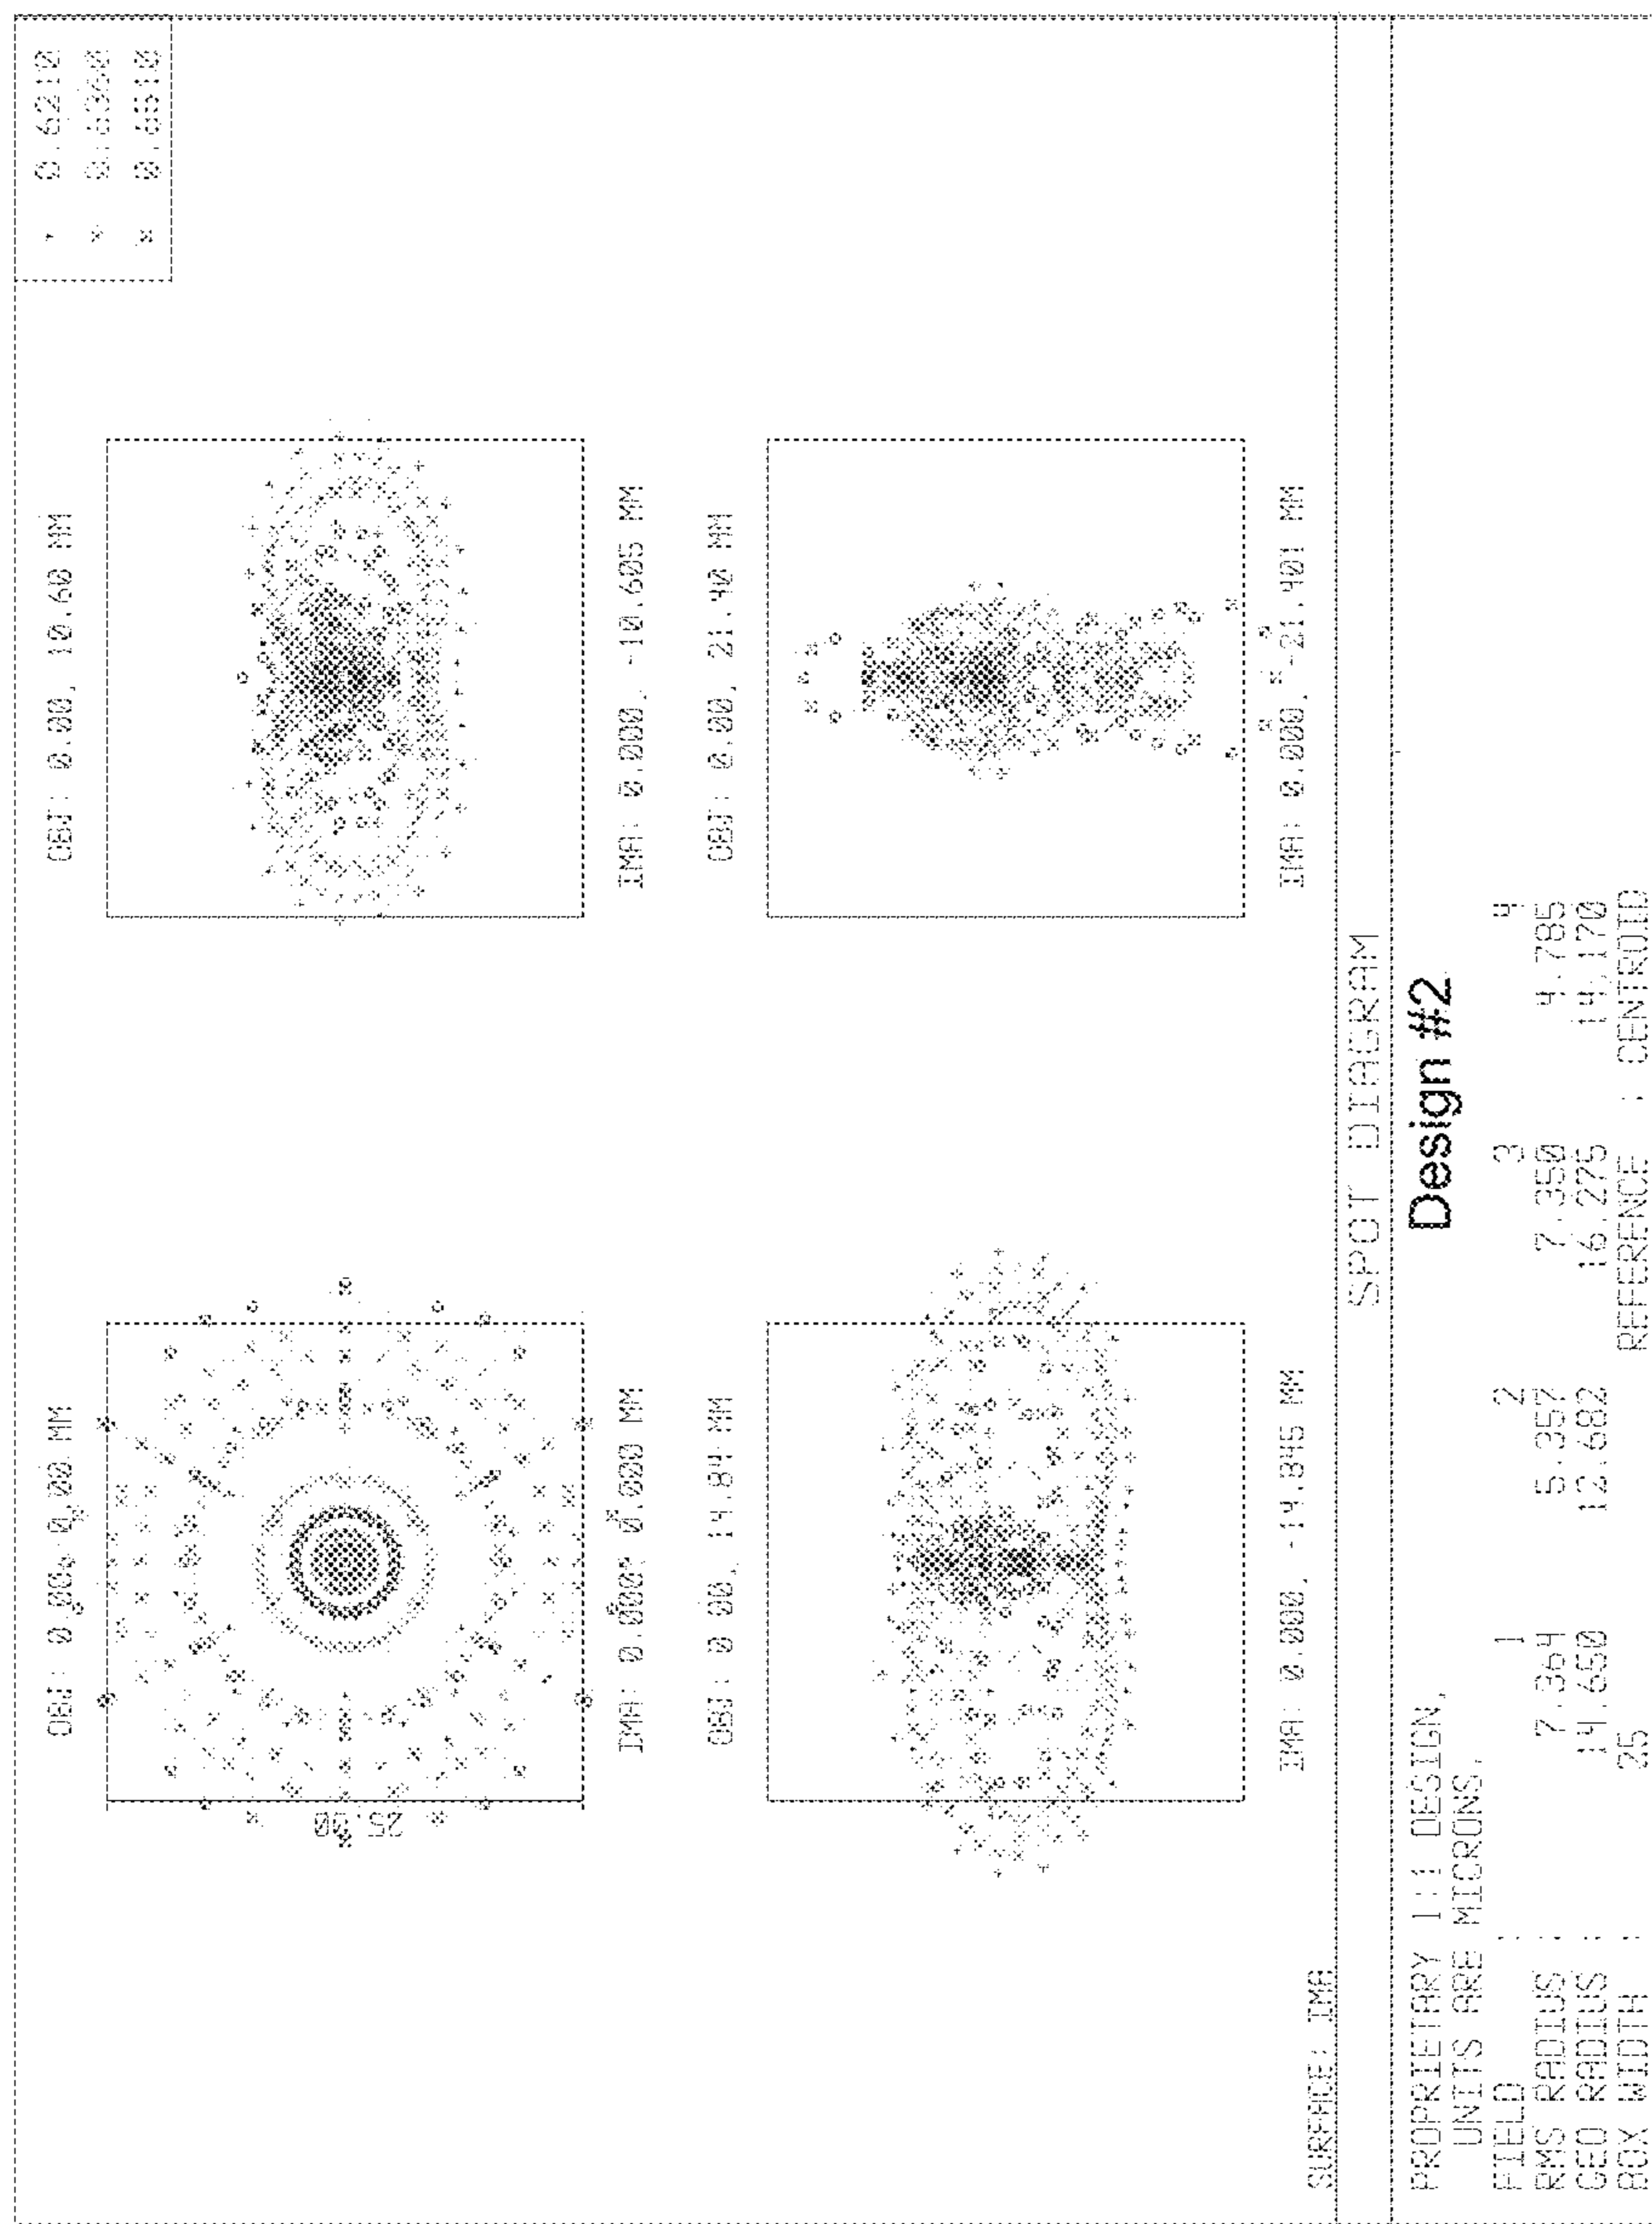 0.6210
0.6360
0.6510
OBJ: 0.00, 0.00 MM
OBJ: 0.00, 10.60 MM
25.00
IMA: 0.000, 0.000 MM
IMA: 0.000, -10.605 MM
OBJ: 0.00, 14.84 MM
OBJ: 0.00, 21.40 MM
IMA: 0.000, -14.846 MM
IMA: 0.000, -21.401 MM
SURFACE: IMA
SPOT DIAGRAM
PROPRIETARY 1:1 DESIGN,
Design #2
UNITS ARE MICRONS.
FIELD : 1 2 3 4
RMS RADIUS : 7.364 5.357 7.350 4.785
GEO RADIUS : 14.650 12.682 16.275 14.170
BOX WIDTH : 25 REFERENCE : CENTROID